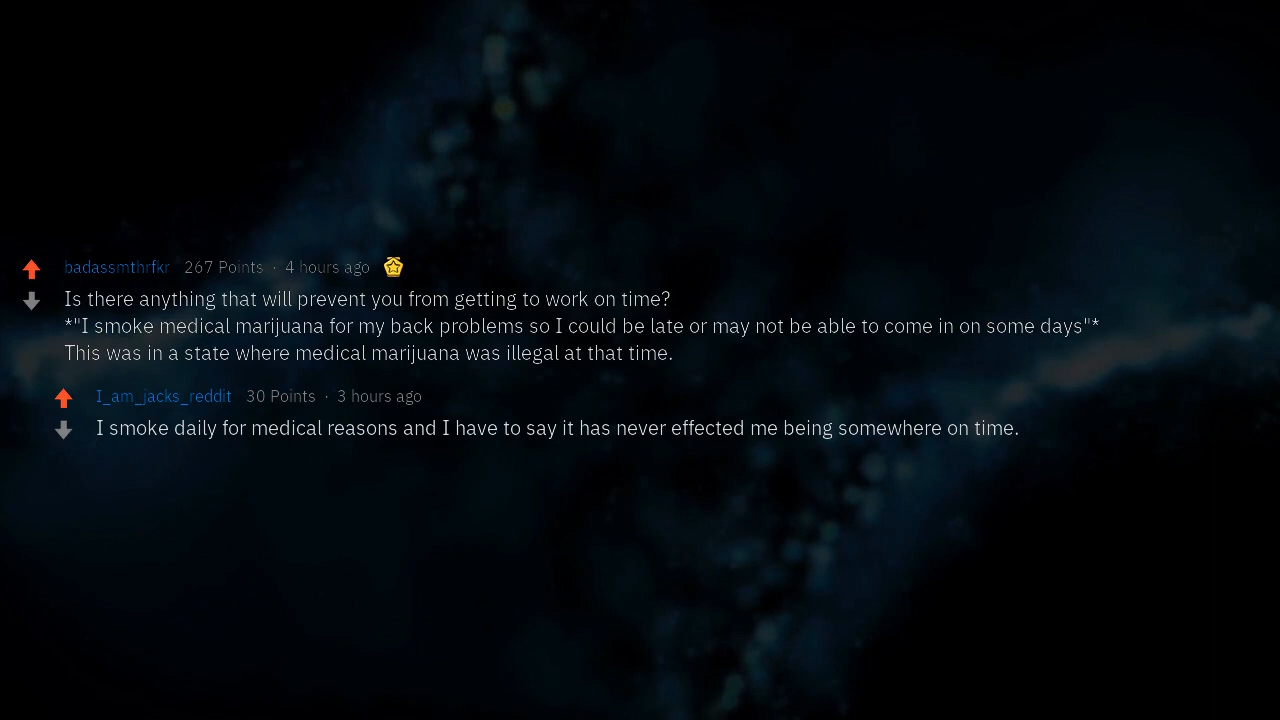 badassmthrfkr 267 Points · 4 hours ago
Is there anything that will prevent you from getting to work on time?
*"I smoke medical marijuana for my back problems so I could be late or may not be able to come in on some days"*
This was in a state where medical marijuana was illegal at that time.
I_am_jacks_reddit 30 Points · 3 hours ago
I smoke daily for medical reasons and I have to say it has never effected me being somewhere on time.